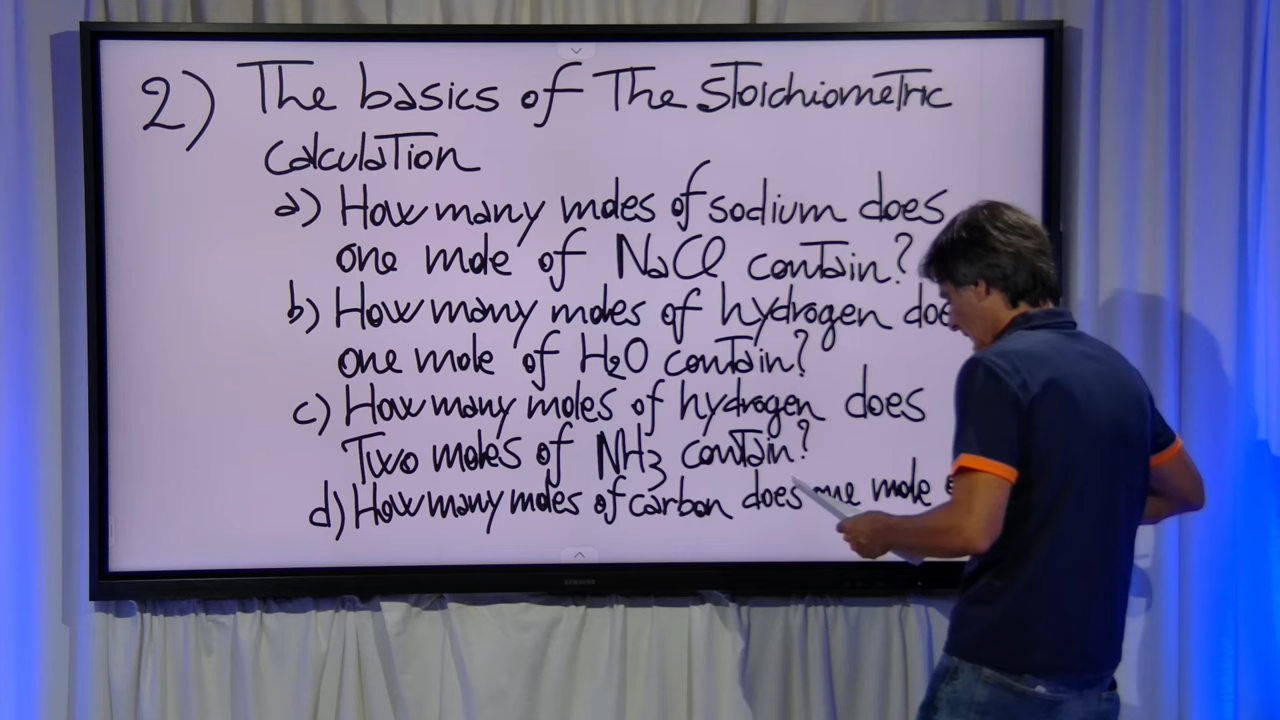 2) The basics of The stoichiometric
calculation
a) How many moles of sodium does
one mole of NaCl contain?
b) How many moles of hydrogen doe
one mole of H₂O contain?
c) How many moles of hydrogen does
Two moles of NH3 contain?
d) How many moles of carbon does one mole
SAMSUNG